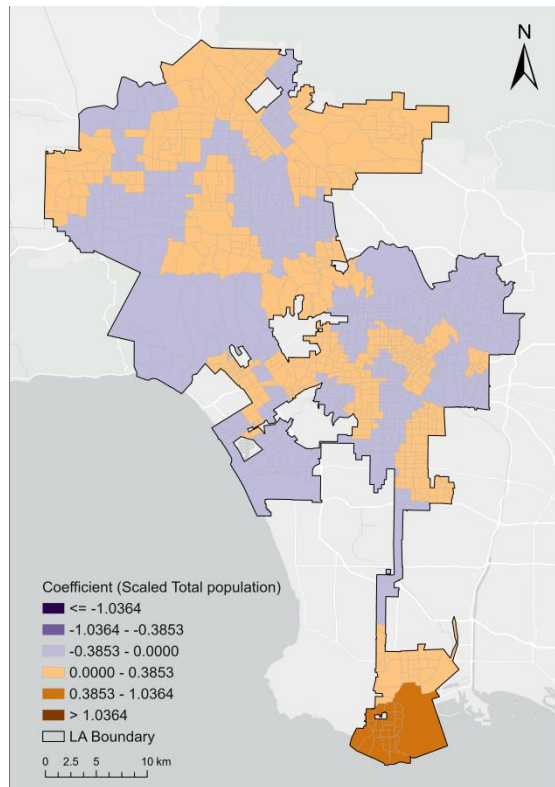 N
Coefficient (Scaled Total population)
<= -1.0364
-1.0364 - -0.3853
-0.3853 - 0.0000
0.0000 - 0.3853
0.3853 - 1.0364
> 1.0364
LA Boundary
0 2.5 5 10 km